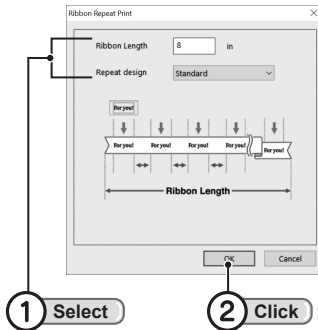 Ribbon Repeat Print
Ribbon Length 8 in
Repeat design Standard
For you!
For you! For you! For you! For you! For you!
Ribbon Length
OK Cancel
1 Select 2 Click